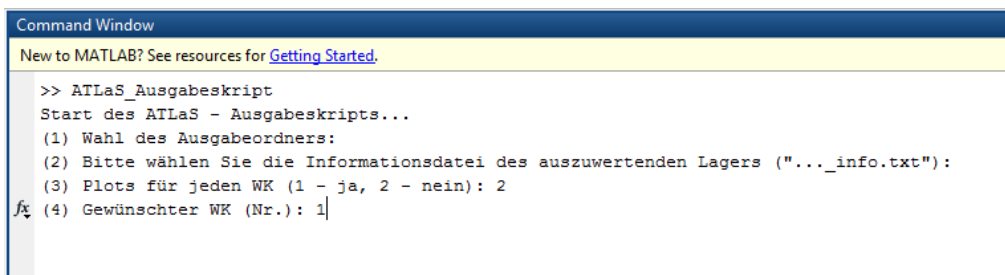 Command Window
New to MATLAB? See resources for Getting Started.
>> ATLaS_Ausgabeskript
Start des ATLaS - Ausgabeskripts...
(1) Wahl des Ausgabeordners:
(2) Bitte wählen Sie die Informationsdatei des auszuwertenden Lagers ("..._info.txt"):
(3) Plots für jeden WK (1 - ja, 2 - nein): 2
fx (4) Gewünschter WK (Nr.): 1